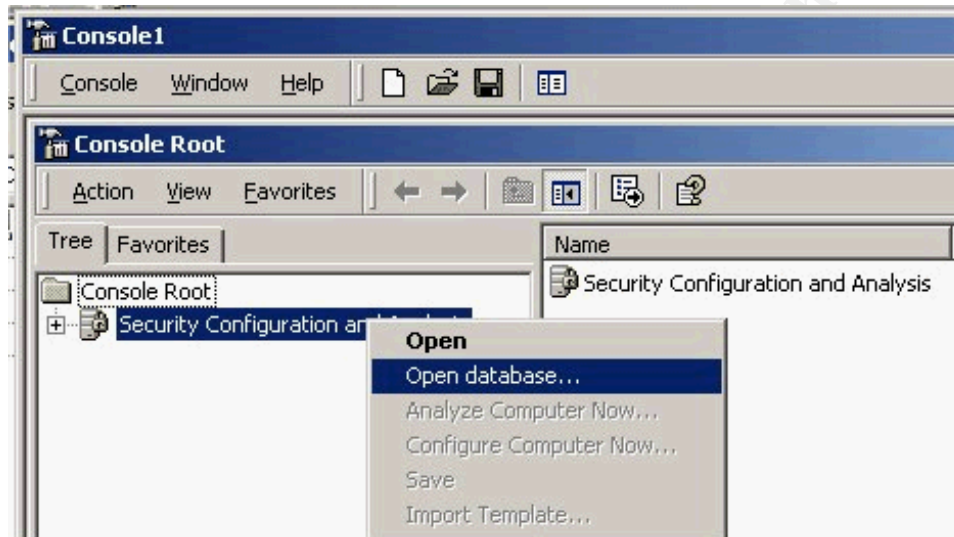 Console1
Console Window Help
Console Root
Action View Favorites
Tree Favorites
Name
Console Root
Security Configuration and Analysis
Security Configuration an
Open
Open database...
Analyze Computer Now...
Configure Computer Now...
Save
Import Template...